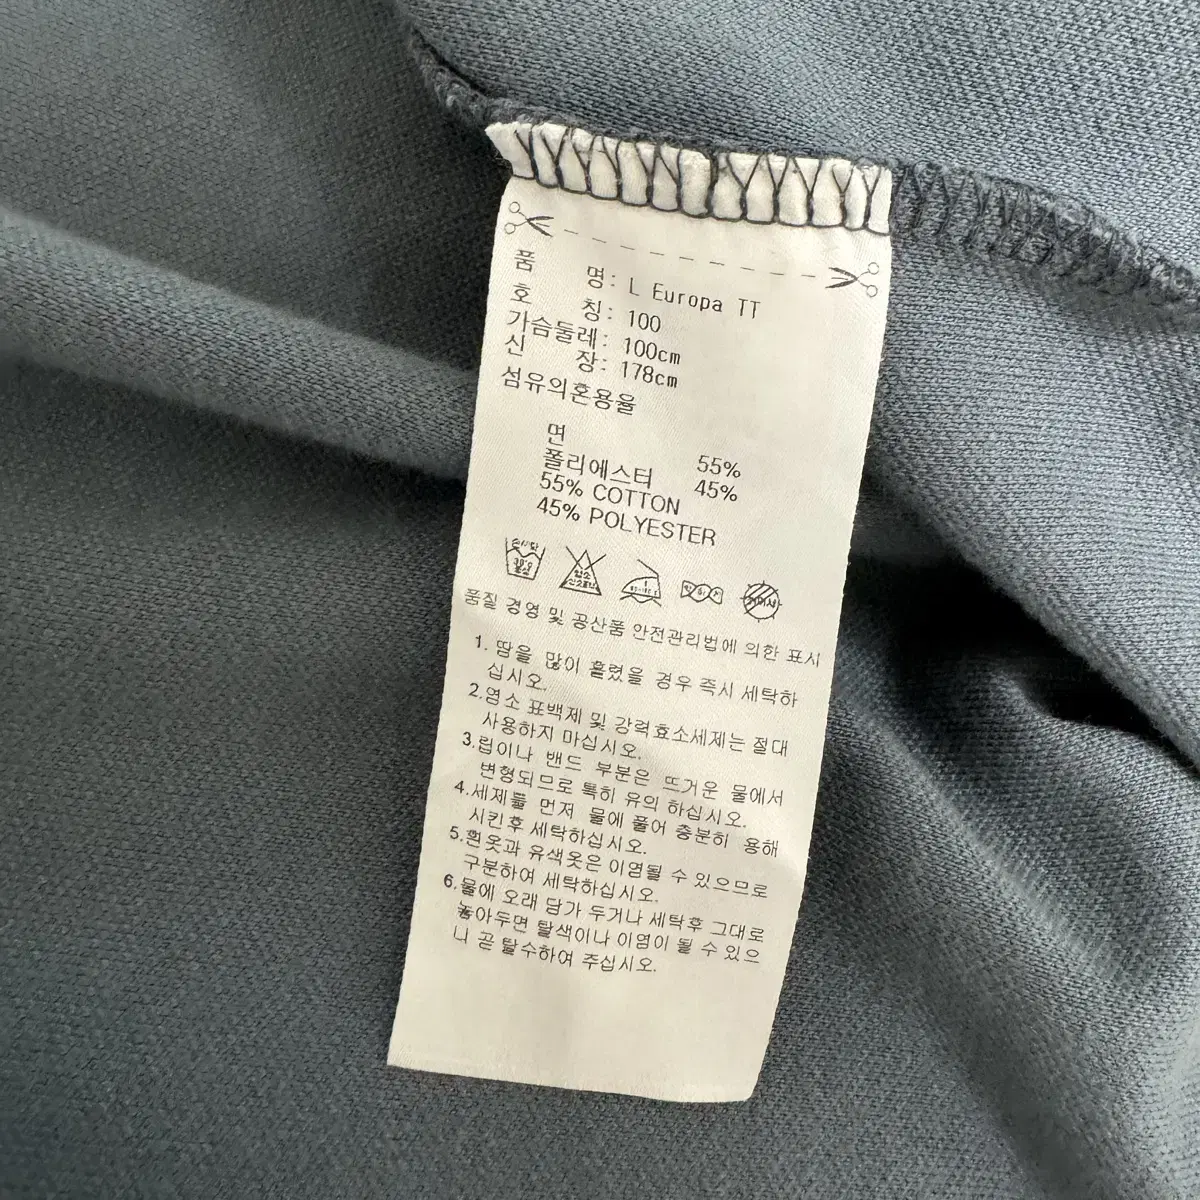 품 명: L Europa TT
호 칭: 100
가슴둘레: 100cm
신 장: 178cm
섬유의혼용율
면 55%
폴리에스터 45%
55% COTTON
45% POLYESTER
품질 경영 및 공산품 안전관리법에 의한 표시
1. 땀을 많이 흘렸을 경우 즉시 세탁하
십시오.
2.염소 표백제 및 강력효소세제는 절대
사용하지 마십시오.
3.립이나 밴드 부분은 뜨거운 물에서
변형되므로 특히 유의 하십시오.
4.세제를 먼저 물에 풀어 충분히 용해
시킨후 세탁하십시오.
5.흰옷과 유색옷은 이염될 수 있으므로
구분하여 세탁하십시오.
6.물에 오래 담가 두거나 세탁후 그대로
놓아두면 탈색이나 이염이 될 수 있으
니 곧 탈수하여 주십시오.